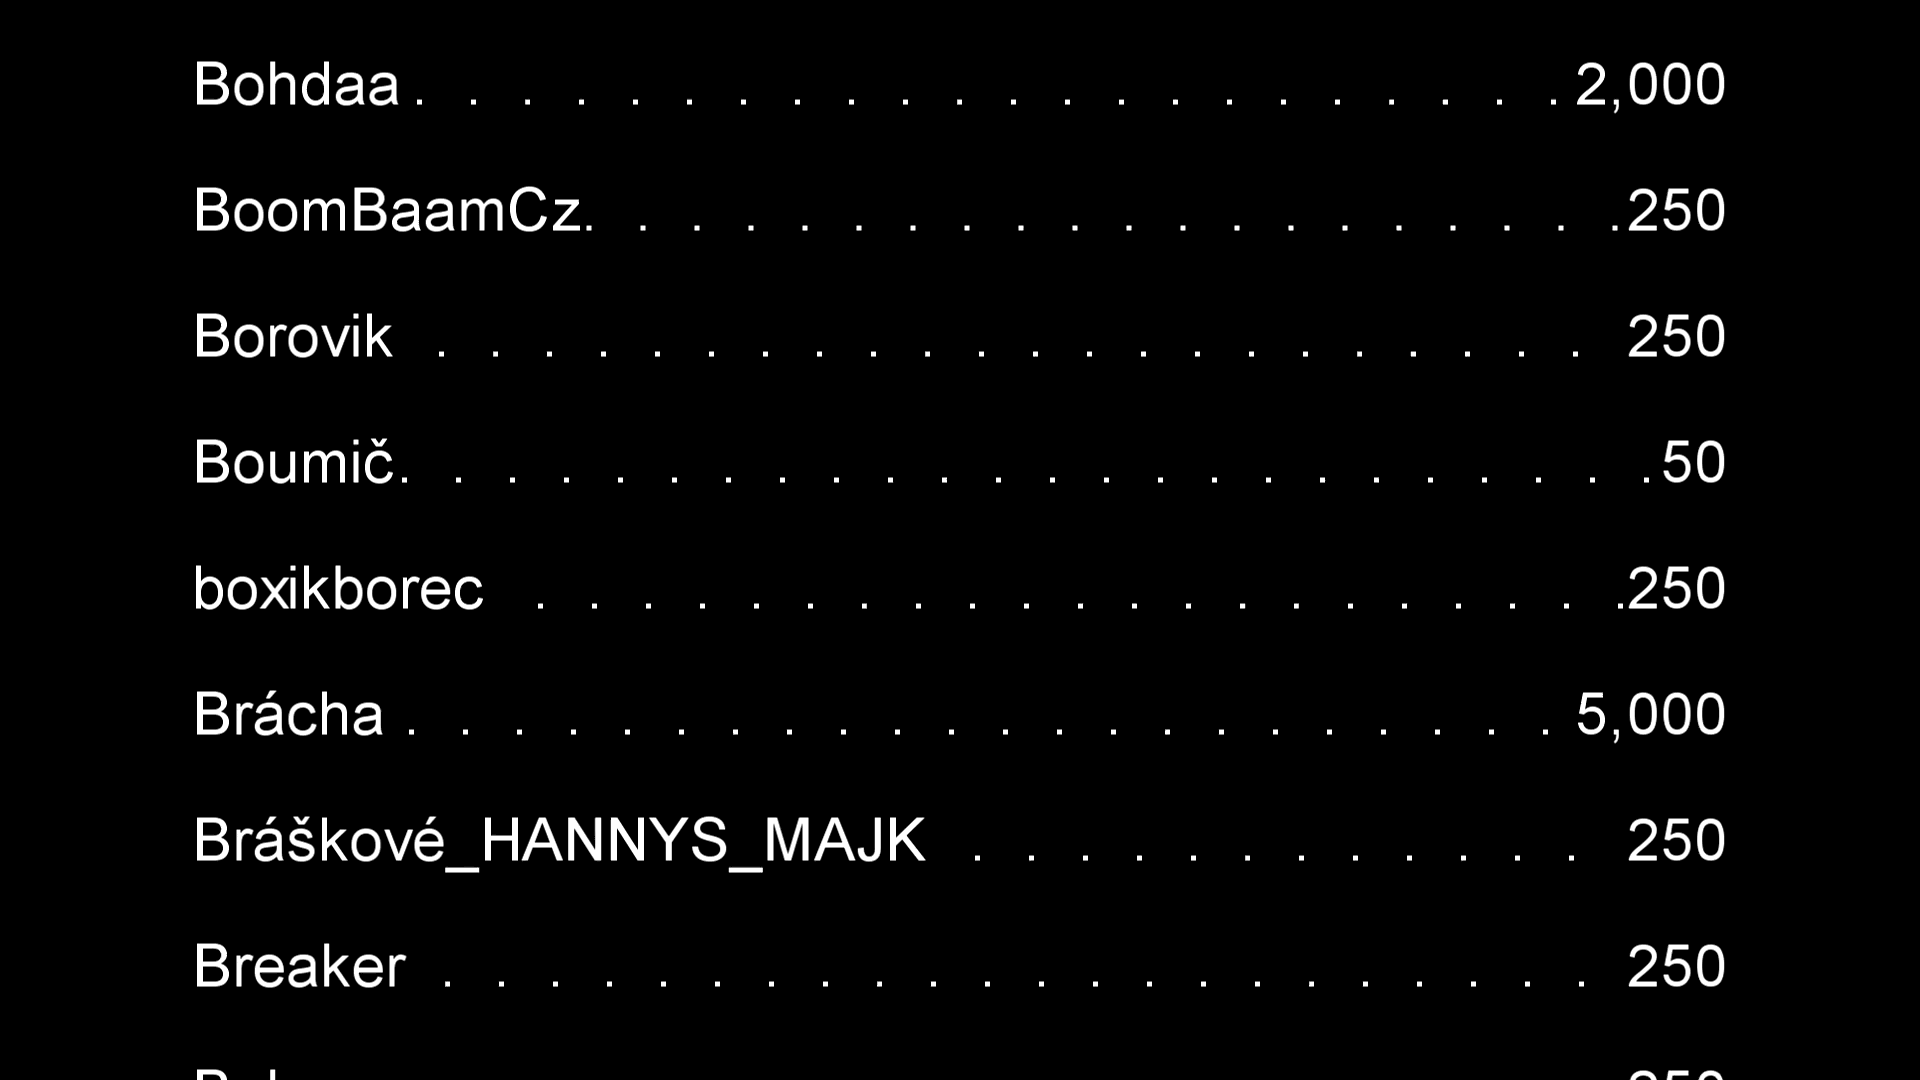 Bohdaa . . . . . . . . . . . . . . . . . . . . . . 2,000
BoomBaamCz. . . . . . . . . . . . . . . . . . . .250
Borovik . . . . . . . . . . . . . . . . . . . . . . 250
Boumič. . . . . . . . . . . . . . . . . . . . . . . .50
boxikborec . . . . . . . . . . . . . . . . . . . . .250
Brácha . . . . . . . . . . . . . . . . . . . . . . 5,000
Bráškové_HANNYS_MAJK . . . . . . . . . . . . 250
Breaker . . . . . . . . . . . . . . . . . . . . . . 250